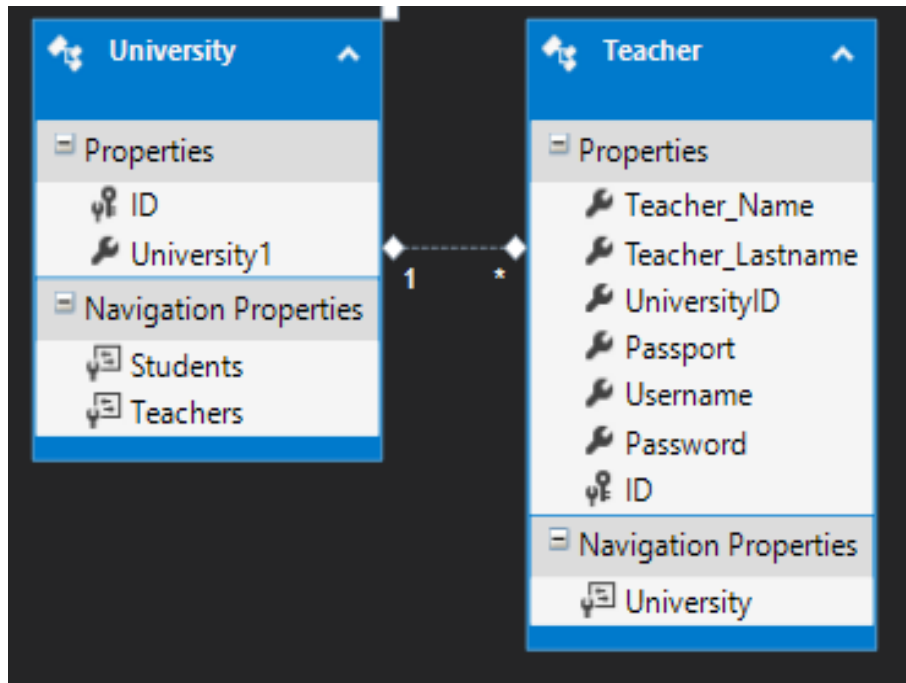 University
Properties
ID
University1
Navigation Properties
Students
Teachers
1
*
Teacher
Properties
Teacher_Name
Teacher_Lastname
UniversityID
Passport
Username
Password
ID
Navigation Properties
University